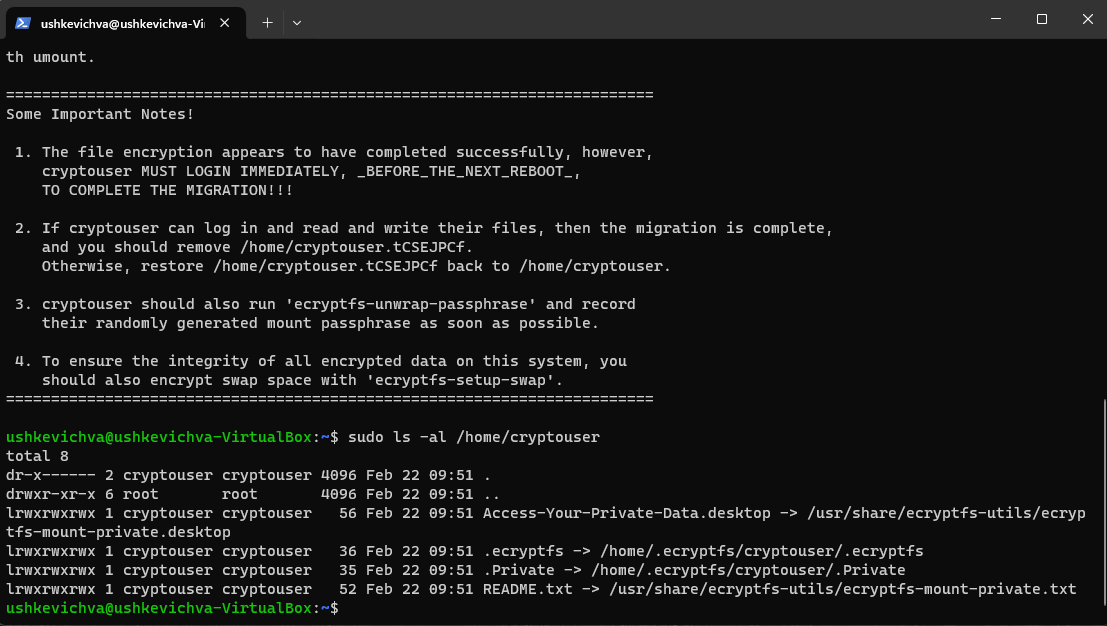 ushkevichva@ushkevichva-Vi
th umount.
========================================================================
Some Important Notes!
1. The file encryption appears to have completed successfully, however,
cryptouser MUST LOGIN IMMEDIATELY, _BEFORE_THE_NEXT_REBOOT_,
TO COMPLETE THE MIGRATION!!!
2. If cryptouser can log in and read and write their files, then the migration is complete,
and you should remove /home/cryptouser.tCSEJPCf.
Otherwise, restore /home/cryptouser.tCSEJPCf back to /home/cryptouser.
3. cryptouser should also run 'ecryptfs-unwrap-passphrase' and record
their randomly generated mount passphrase as soon as possible.
4. To ensure the integrity of all encrypted data on this system, you
should also encrypt swap space with 'ecryptfs-setup-swap'.
========================================================================
ushkevichva@ushkevichva-VirtualBox:~$ sudo ls -al /home/cryptouser
total 8
dr-x------ 2 cryptouser cryptouser 4096 Feb 22 09:51 .
drwxr-xr-x 6 root       root       4096 Feb 22 09:51 ..
lrwxrwxrwx 1 cryptouser cryptouser   56 Feb 22 09:51 Access-Your-Private-Data.desktop -> /usr/share/ecryptfs-utils/ecryp
tfs-mount-private.desktop
lrwxrwxrwx 1 cryptouser cryptouser   36 Feb 22 09:51 .ecryptfs -> /home/.ecryptfs/cryptouser/.ecryptfs
lrwxrwxrwx 1 cryptouser cryptouser   35 Feb 22 09:51 .Private -> /home/.ecryptfs/cryptouser/.Private
lrwxrwxrwx 1 cryptouser cryptouser   52 Feb 22 09:51 README.txt -> /usr/share/ecryptfs-utils/ecryptfs-mount-private.txt
ushkevichva@ushkevichva-VirtualBox:~$